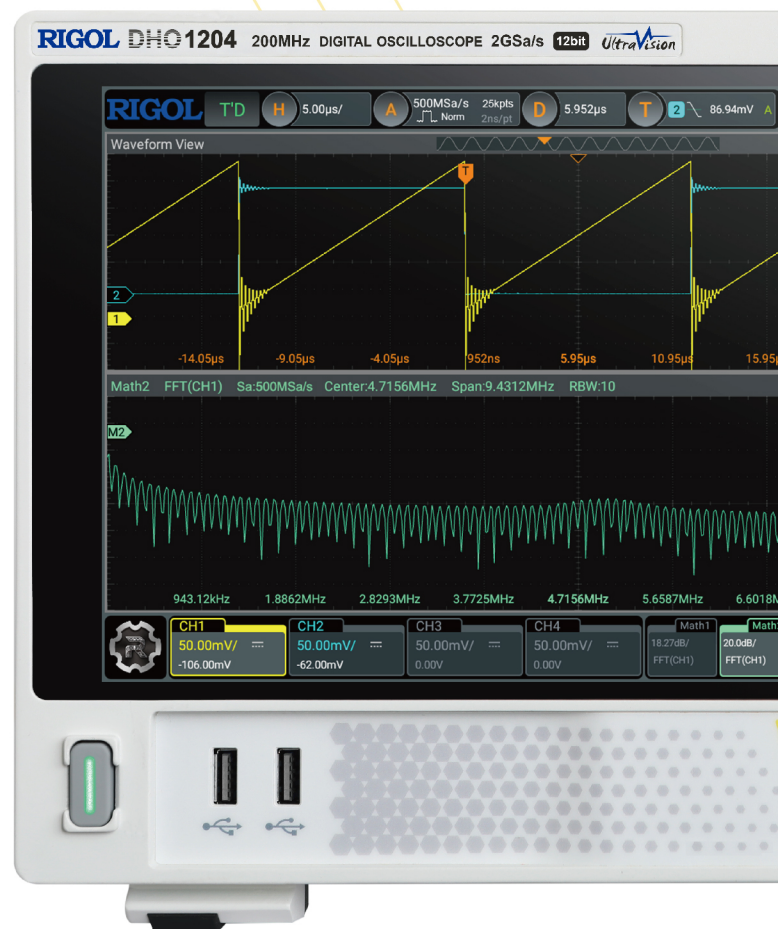 RIGOL DHO1204 200MHz DIGITAL OSCILLOSCOPE 2GSa/s 12bit UltraVision
RIGOL T'D H 5.00μs/ A 500MSa/s 25kpts Norm 2ns/pt D 5.952μs T 2 86.94mV A
Waveform View
T
2
1
-14.05μs -9.05μs -4.05μs 952ns 5.95μs 10.95μs 15.95μ
Math2 FFT(CH1) Sa:500MSa/s Center:4.7156MHz Span:9.4312MHz RBW:10
M2
943.12kHz 1.8862MHz 2.8293MHz 3.7725MHz 4.7156MHz 5.6587MHz 6.6018M
CH1 CH2 CH3 CH4 Math1 Math
50.00mV/ 50.00mV/ 50.00mV/ 50.00mV/ 18.27dB/ 20.0dB/
-106.00mV -62.00mV 0.00V 0.00V FFT(CH1) FFT(CH1)
R